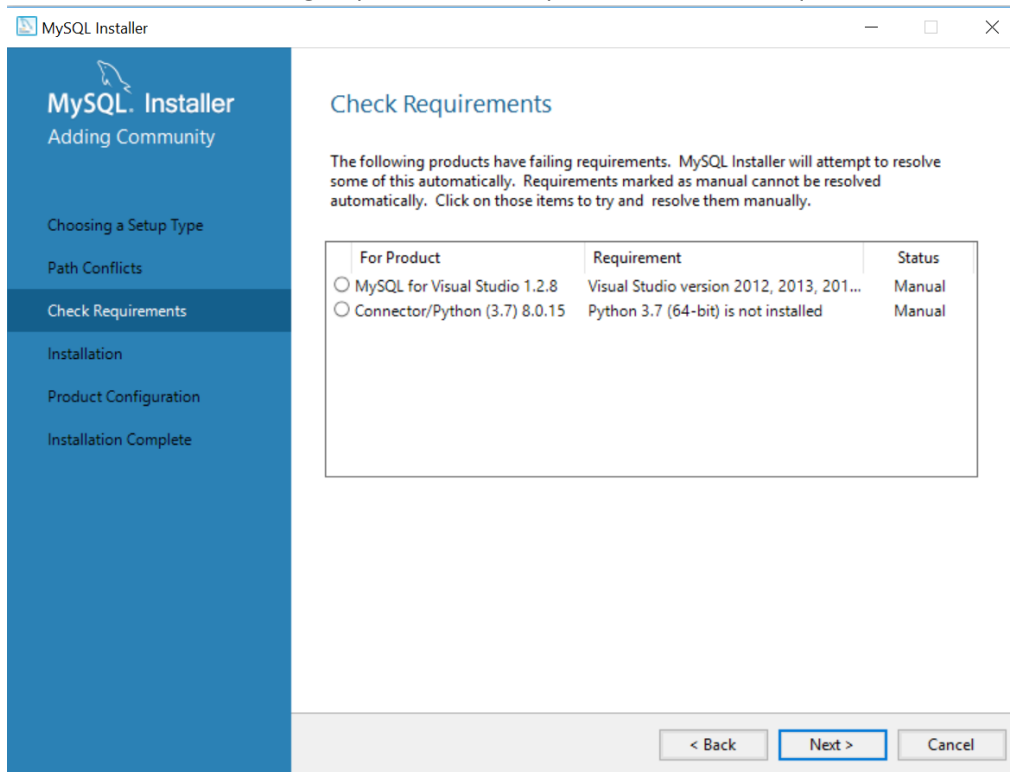 MySQL Installer
MySQL. Installer
Adding Community
Choosing a Setup Type
Path Conflicts
Check Requirements
Installation
Product Configuration
Installation Complete
Check Requirements
The following products have failing requirements. MySQL Installer will attempt to resolve
some of this automatically. Requirements marked as manual cannot be resolved
automatically. Click on those items to try and resolve them manually.
For Product Requirement Status
MySQL for Visual Studio 1.2.8 Visual Studio version 2012, 2013, 201... Manual
Connector/Python (3.7) 8.0.15 Python 3.7 (64-bit) is not installed Manual
< Back Next > Cancel